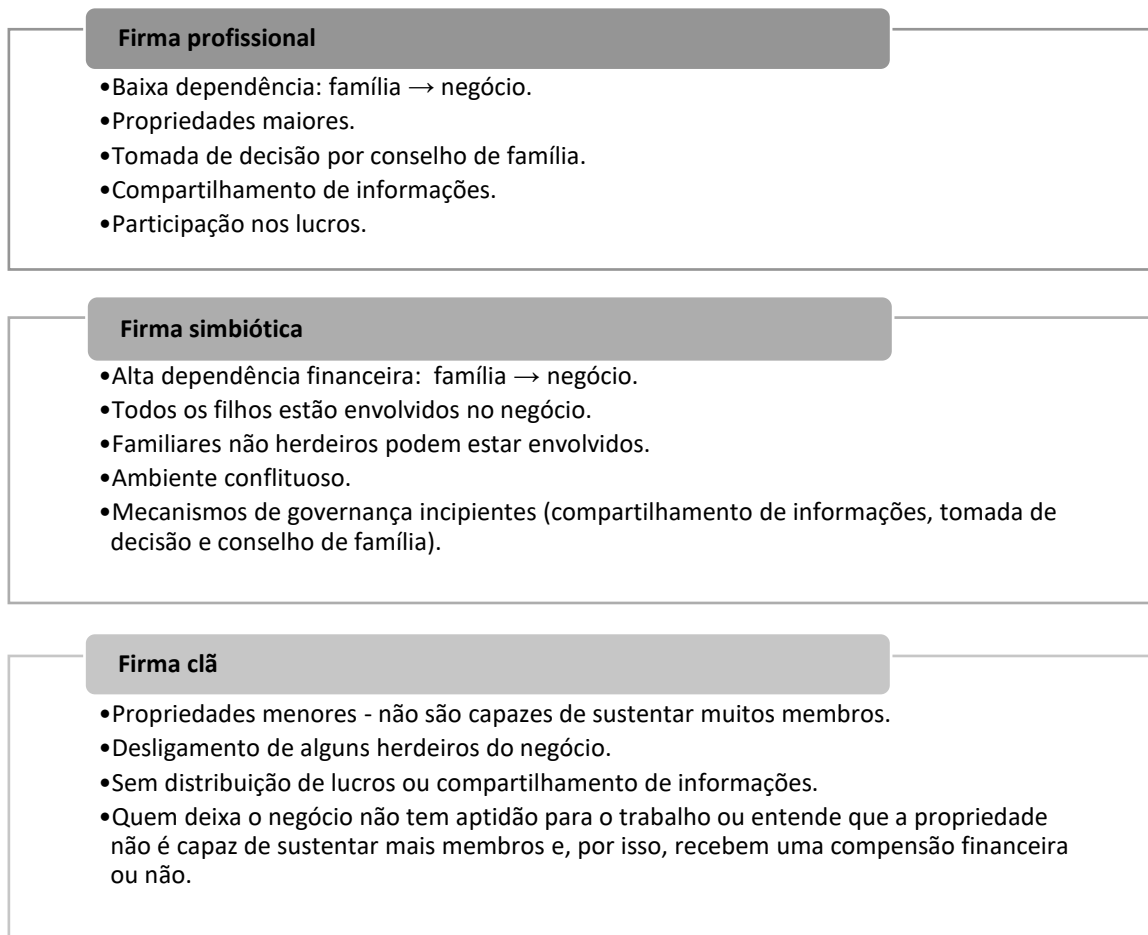 Firma profissional
•Baixa dependência: família → negócio.
•Propriedades maiores.
•Tomada de decisão por conselho de família.
•Compartilhamento de informações.
•Participação nos lucros.
Firma simbiótica
•Alta dependência financeira:  família → negócio.
•Todos os filhos estão envolvidos no negócio.
•Familiares não herdeiros podem estar envolvidos.
•Ambiente conflituoso.
•Mecanismos de governança incipientes (compartilhamento de informações, tomada de
decisão e conselho de família).
Firma clã
•Propriedades menores - não são capazes de sustentar muitos membros.
•Desligamento de alguns herdeiros do negócio.
•Sem distribuição de lucros ou compartilhamento de informações.
•Quem deixa o negócio não tem aptidão para o trabalho ou entende que a propriedade
não é capaz de sustentar mais membros e, por isso, recebem uma compensão financeira
ou não.